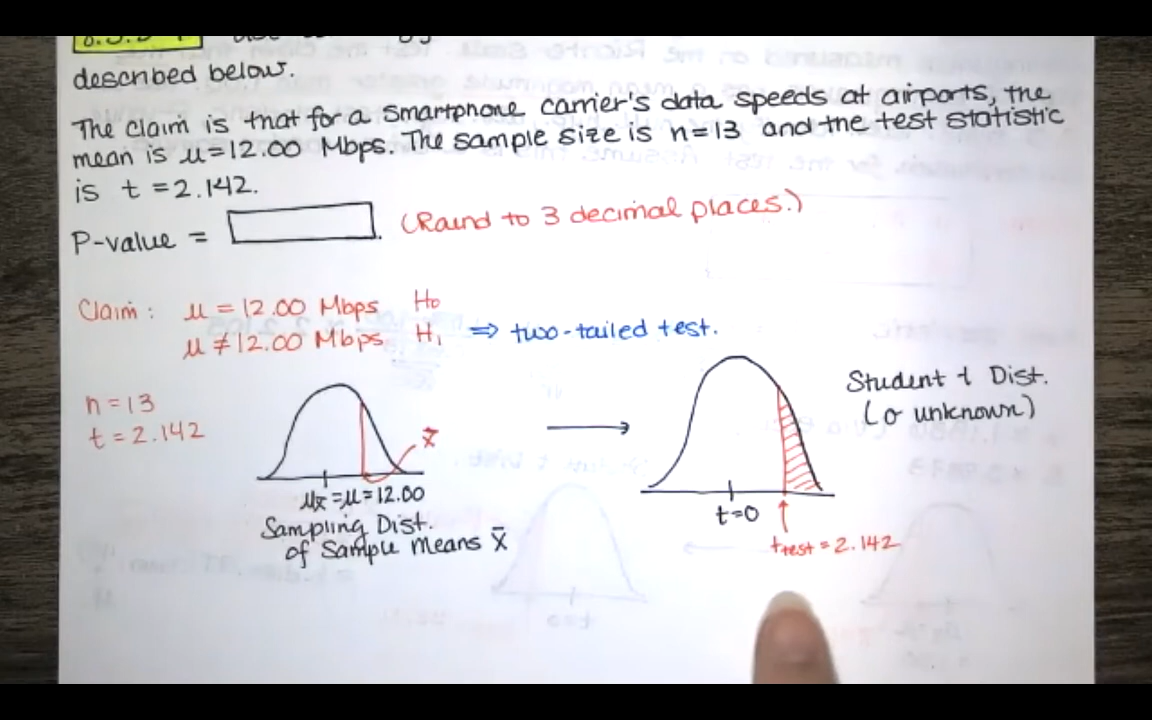 described below.
The claim is that for a smartphone carrier's data speeds at airports, the
mean is μ=12.00 Mbps. The sample size is n=13 and the test statistic
is t=2.142.
P-value = (Round to 3 decimal places.)
Claim: μ = 12.00 Mbps H₀
μ ≠ 12.00 Mbps H₁ ⇒ two-tailed test.
n=13
t=2.142
x̄
μx̄=μ=12.00
Sampling Dist.
of Sample Means x̄
t=0
t_test=2.142
Student t Dist.
(σ unknown)